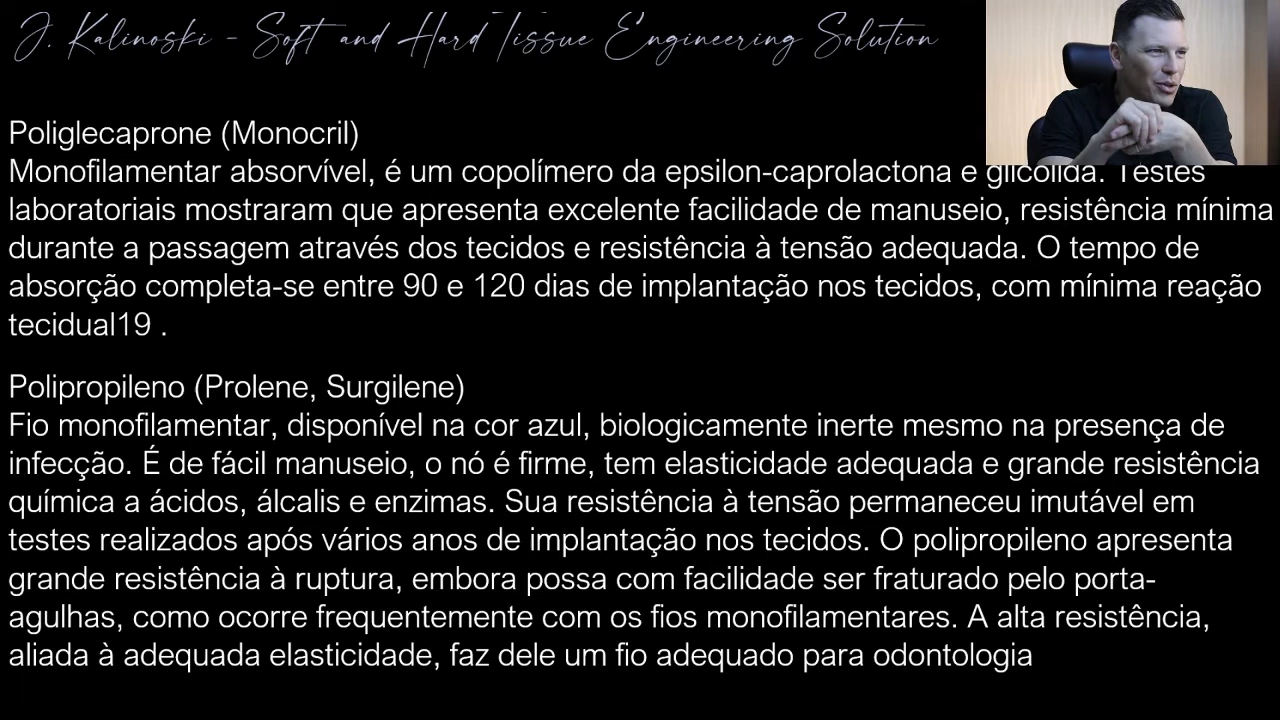 J. Kalinoski - Soft and Hard Tissue Engineering Solution
Poliglecaprone (Monocril)
Monofilamentar absorvível, é um copolímero da epsilon-caprolactona e glicolida. Testes
laboratoriais mostraram que apresenta excelente facilidade de manuseio, resistência mínima
durante a passagem através dos tecidos e resistência à tensão adequada. O tempo de
absorção completa-se entre 90 e 120 dias de implantação nos tecidos, com mínima reação
tecidual19 .
Polipropileno (Prolene, Surgilene)
Fio monofilamentar, disponível na cor azul, biologicamente inerte mesmo na presença de
infecção. É de fácil manuseio, o nó é firme, tem elasticidade adequada e grande resistência
química a ácidos, álcalis e enzimas. Sua resistência à tensão permaneceu imutável em
testes realizados após vários anos de implantação nos tecidos. O polipropileno apresenta
grande resistência à ruptura, embora possa com facilidade ser fraturado pelo porta-
agulhas, como ocorre frequentemente com os fios monofilamentares. A alta resistência,
aliada à adequada elasticidade, faz dele um fio adequado para odontologia